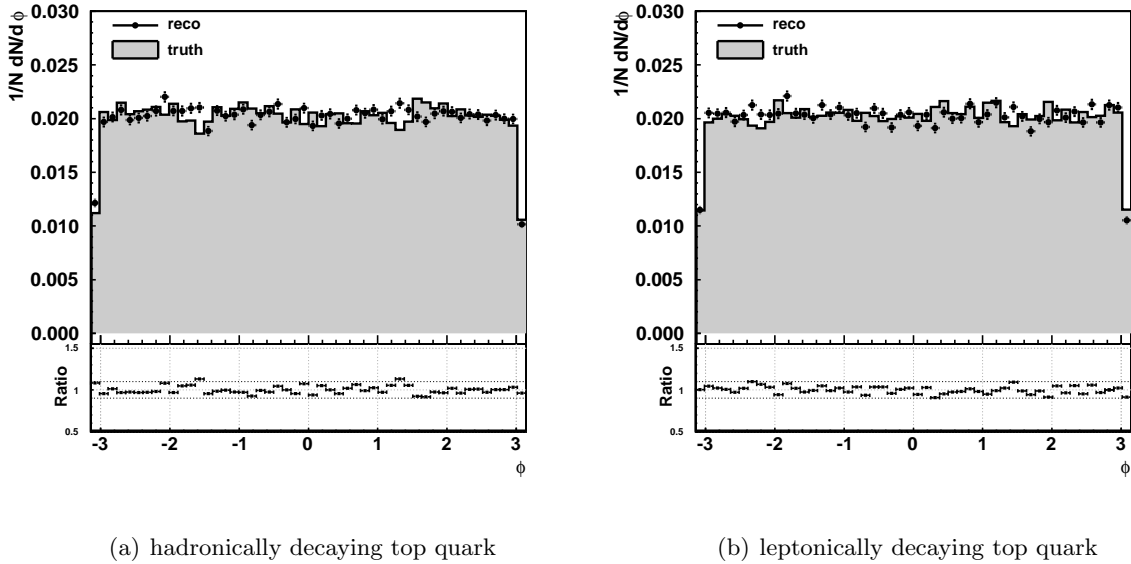 1/N dN/d ϕ
0.030
0.025
0.020
0.015
0.010
0.005
0.000
reco
truth
Ratio
1.5
1
0.5
-3 -2 -1 0 1 2 3
ϕ
1/N dN/dϕ
0.030
0.025
0.020
0.015
0.010
0.005
0.000
reco
truth
Ratio
1.5
1
0.5
-3 -2 -1 0 1 2 3
ϕ
(a) hadronically decaying top quark
(b) leptonically decaying top quark